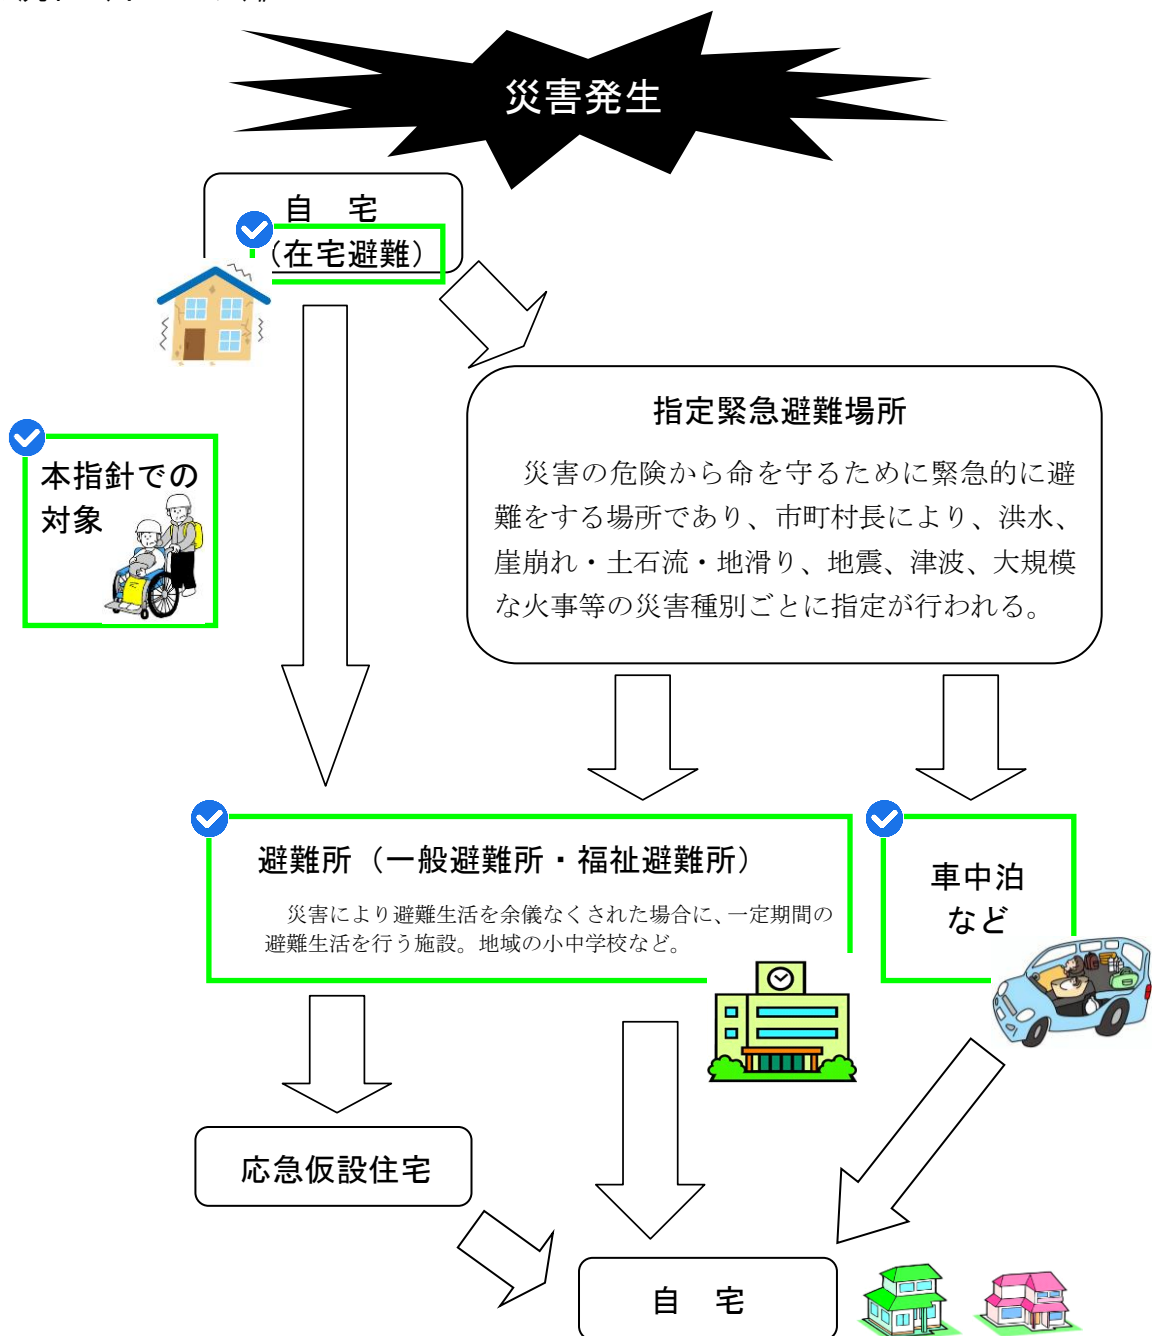 災害発生
自　宅
（在宅避難）
指定緊急避難場所
災害の危険から命を守るために緊急的に避
難をする場所であり、市町村長により、洪水、
崖崩れ・土石流・地滑り、地震、津波、大規模
な火事等の災害種別ごとに指定が行われる。
本指針での
対象
避難所（一般避難所・福祉避難所）
災害により避難生活を余儀なくされた場合に、一定期間の
避難生活を行う施設。地域の小中学校など。
車中泊
など
応急仮設住宅
自　宅